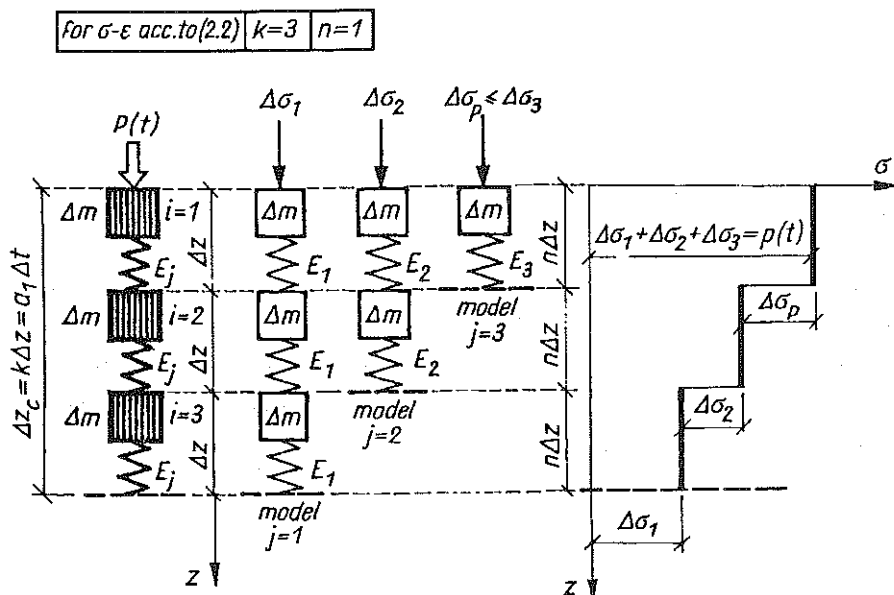 for σ-ε acc.to(2.2) k=3 n=1
p(t)
Δσ₁
Δσ₂
Δσₚ ≤ Δσ₃
σ
Δm i=1
Δm
Δm
Δm
Δσ₁+Δσ₂+Δσ₃=p(t)
Eⱼ
E₁
E₂
E₃
Δz
nΔz
model
j=3
Δσₚ
Δm i=2
Δm
Δm
Eⱼ
E₁
E₂
Δz
nΔz
model
j=2
Δσ₂
Δm i=3
Δm
Eⱼ
E₁
Δz
nΔz
model
j=1
Δσ₁
Δz_c = kΔz = a₁Δt
z
z